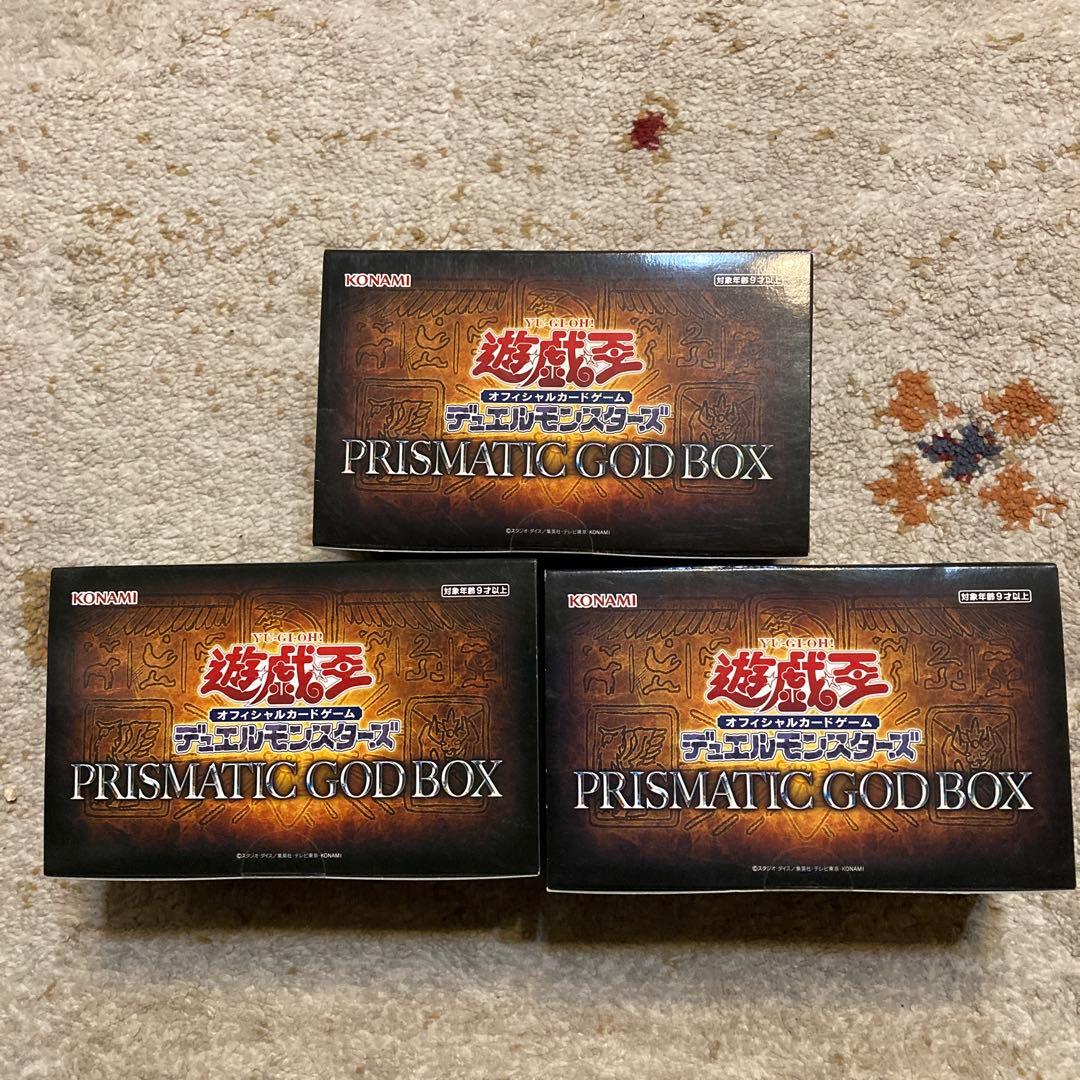 KONAMI
対象年齢9才以上
YU-GI-OH!
遊戯王
オフィシャルカードゲーム
デュエルモンスターズ
PRISMATIC GOD BOX
©スタジオ・ダイス/集英社・テレビ東京・KONAMI
KONAMI
対象年齢9才以上
YU-GI-OH!
遊戯王
オフィシャルカードゲーム
デュエルモンスターズ
PRISMATIC GOD BOX
©スタジオ・ダイス/集英社・テレビ東京・KONAMI
KONAMI
対象年齢9才以上
YU-GI-OH!
遊戯王
オフィシャルカードゲーム
デュエルモンスターズ
PRISMATIC GOD BOX
©スタジオ・ダイス/集英社・テレビ東京・KONAMI